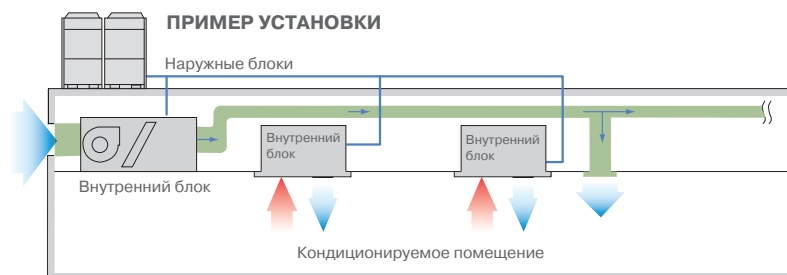 ПРИМЕР УСТАНОВКИ
Наружные блоки
Внутренний
блок
Внутренний
блок
Внутренний блок
Кондиционируемое помещение